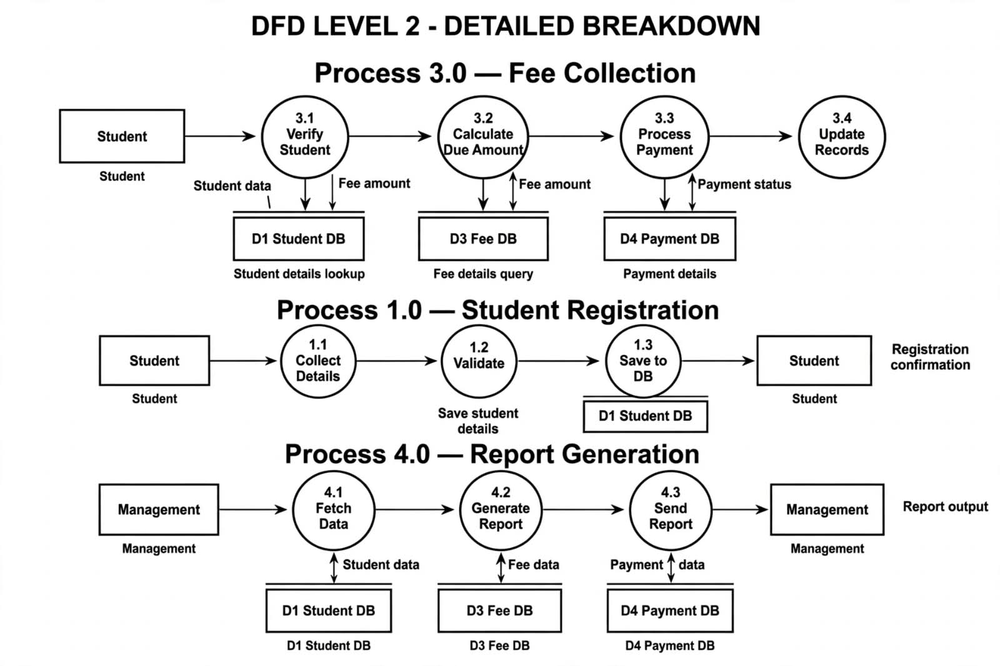 DFD LEVEL 2 - DETAILED BREAKDOWN
Process 3.0 — Fee Collection
Student
Student
3.1
Verify
Student
3.2
Calculate
Due Amount
3.3
Process
Payment
3.4
Update
Records
Student data
Fee amount
Fee amount
Payment status
D1 Student DB
Student details lookup
D3 Fee DB
Fee details query
D4 Payment DB
Payment details
Process 1.0 — Student Registration
Student
Student
1.1
Collect
Details
1.2
Validate
Save student
details
1.3
Save to
DB
D1 Student DB
Student
Student
Registration
confirmation
Process 4.0 — Report Generation
Management
Management
4.1
Fetch
Data
4.2
Generate
Report
4.3
Send
Report
Management
Management
Report output
Student data
Fee data
Payment data
D1 Student DB
D1 Student DB
D3 Fee DB
D3 Fee DB
D4 Payment DB
D4 Payment DB